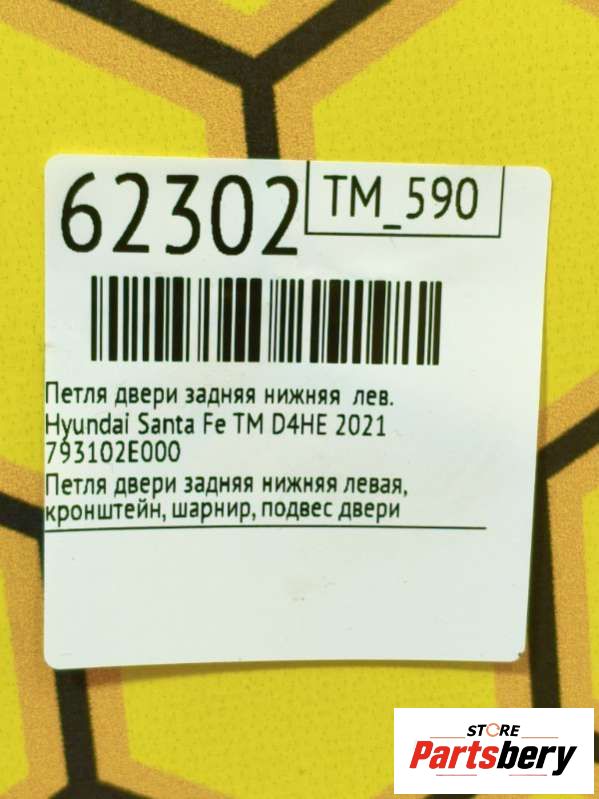 62302
TM_590
Петля двери задняя нижняя лев.
Hyundai Santa Fe TM D4HE 2021
793102E000
Петля двери задняя нижняя левая,
кронштейн, шарнир, подвес двери
STORE
Partsbery